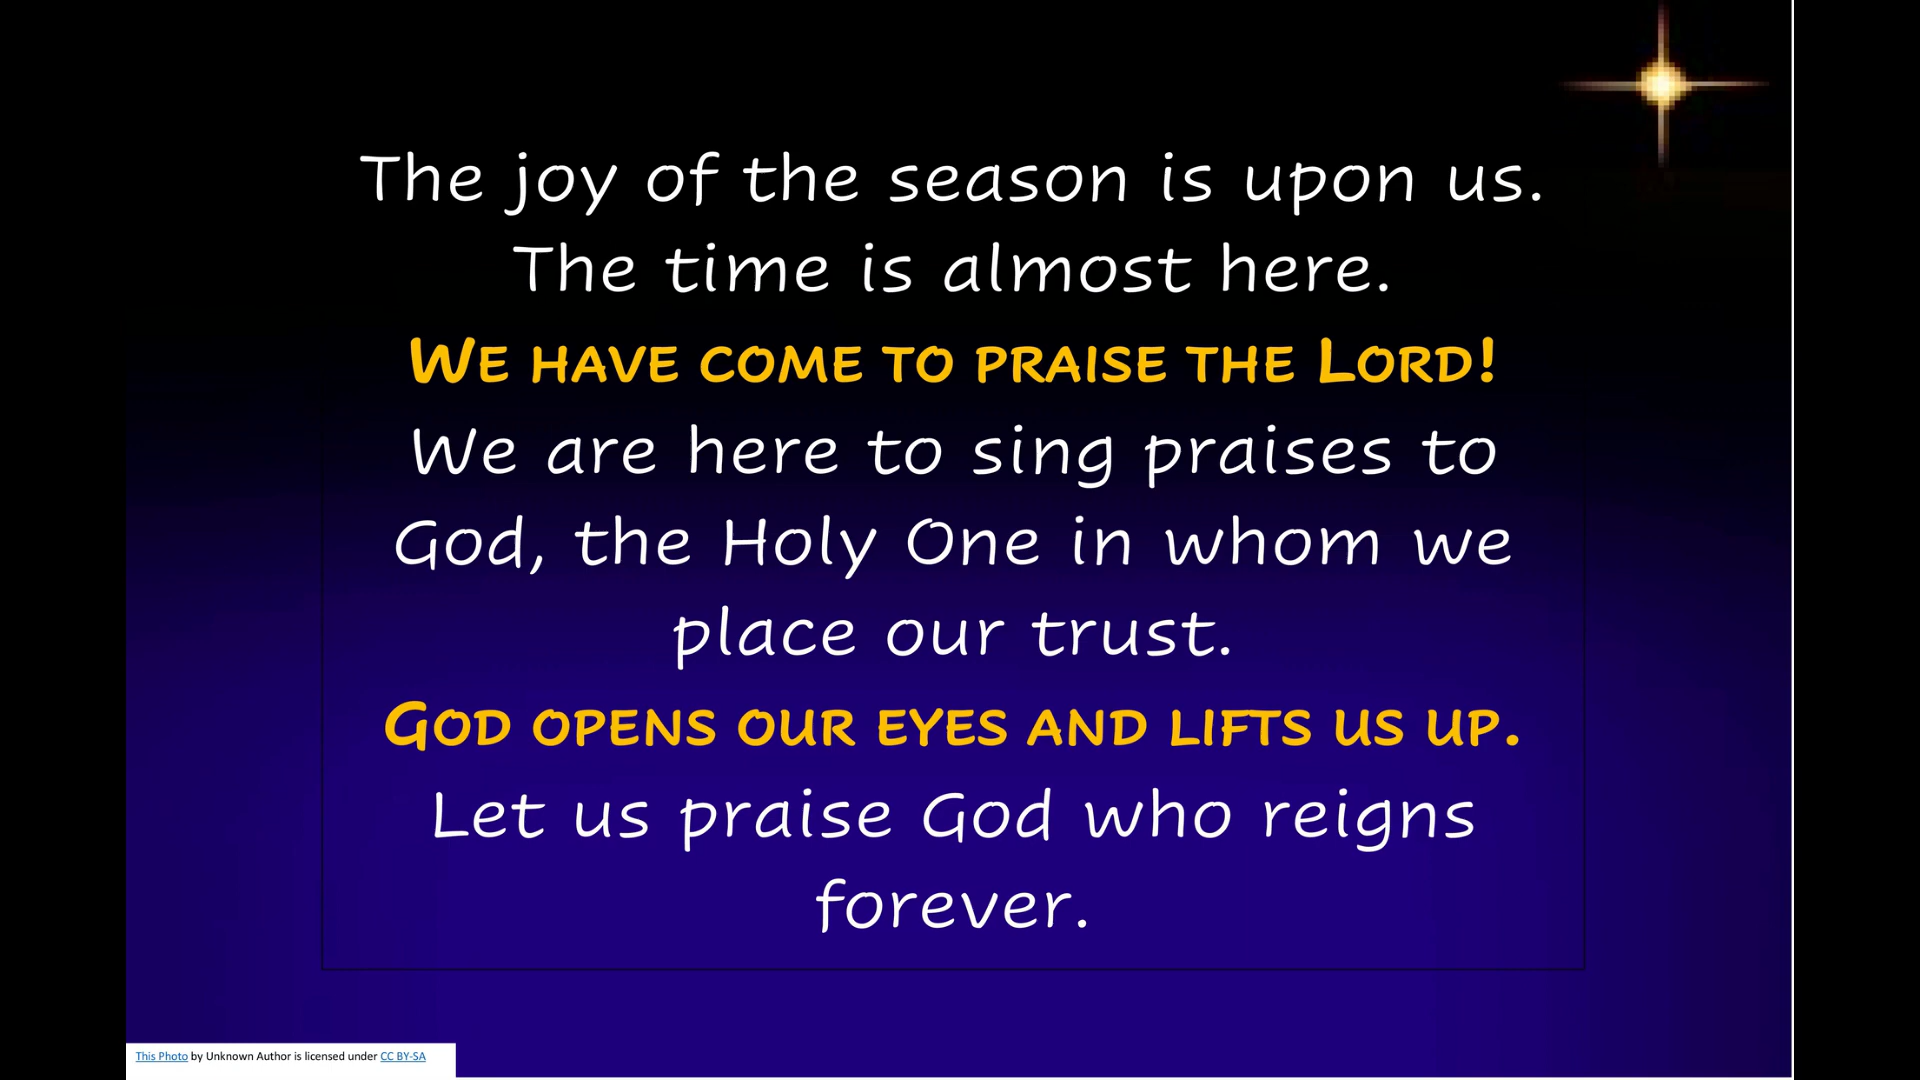 The joy of the season is upon us.
The time is almost here.
We have come to praise the Lord!
We are here to sing praises to
God, the Holy One in whom we
place our trust.
God opens our eyes and lifts us up.
Let us praise God who reigns
forever.
This Photo by Unknown Author is licensed under CC BY-SA